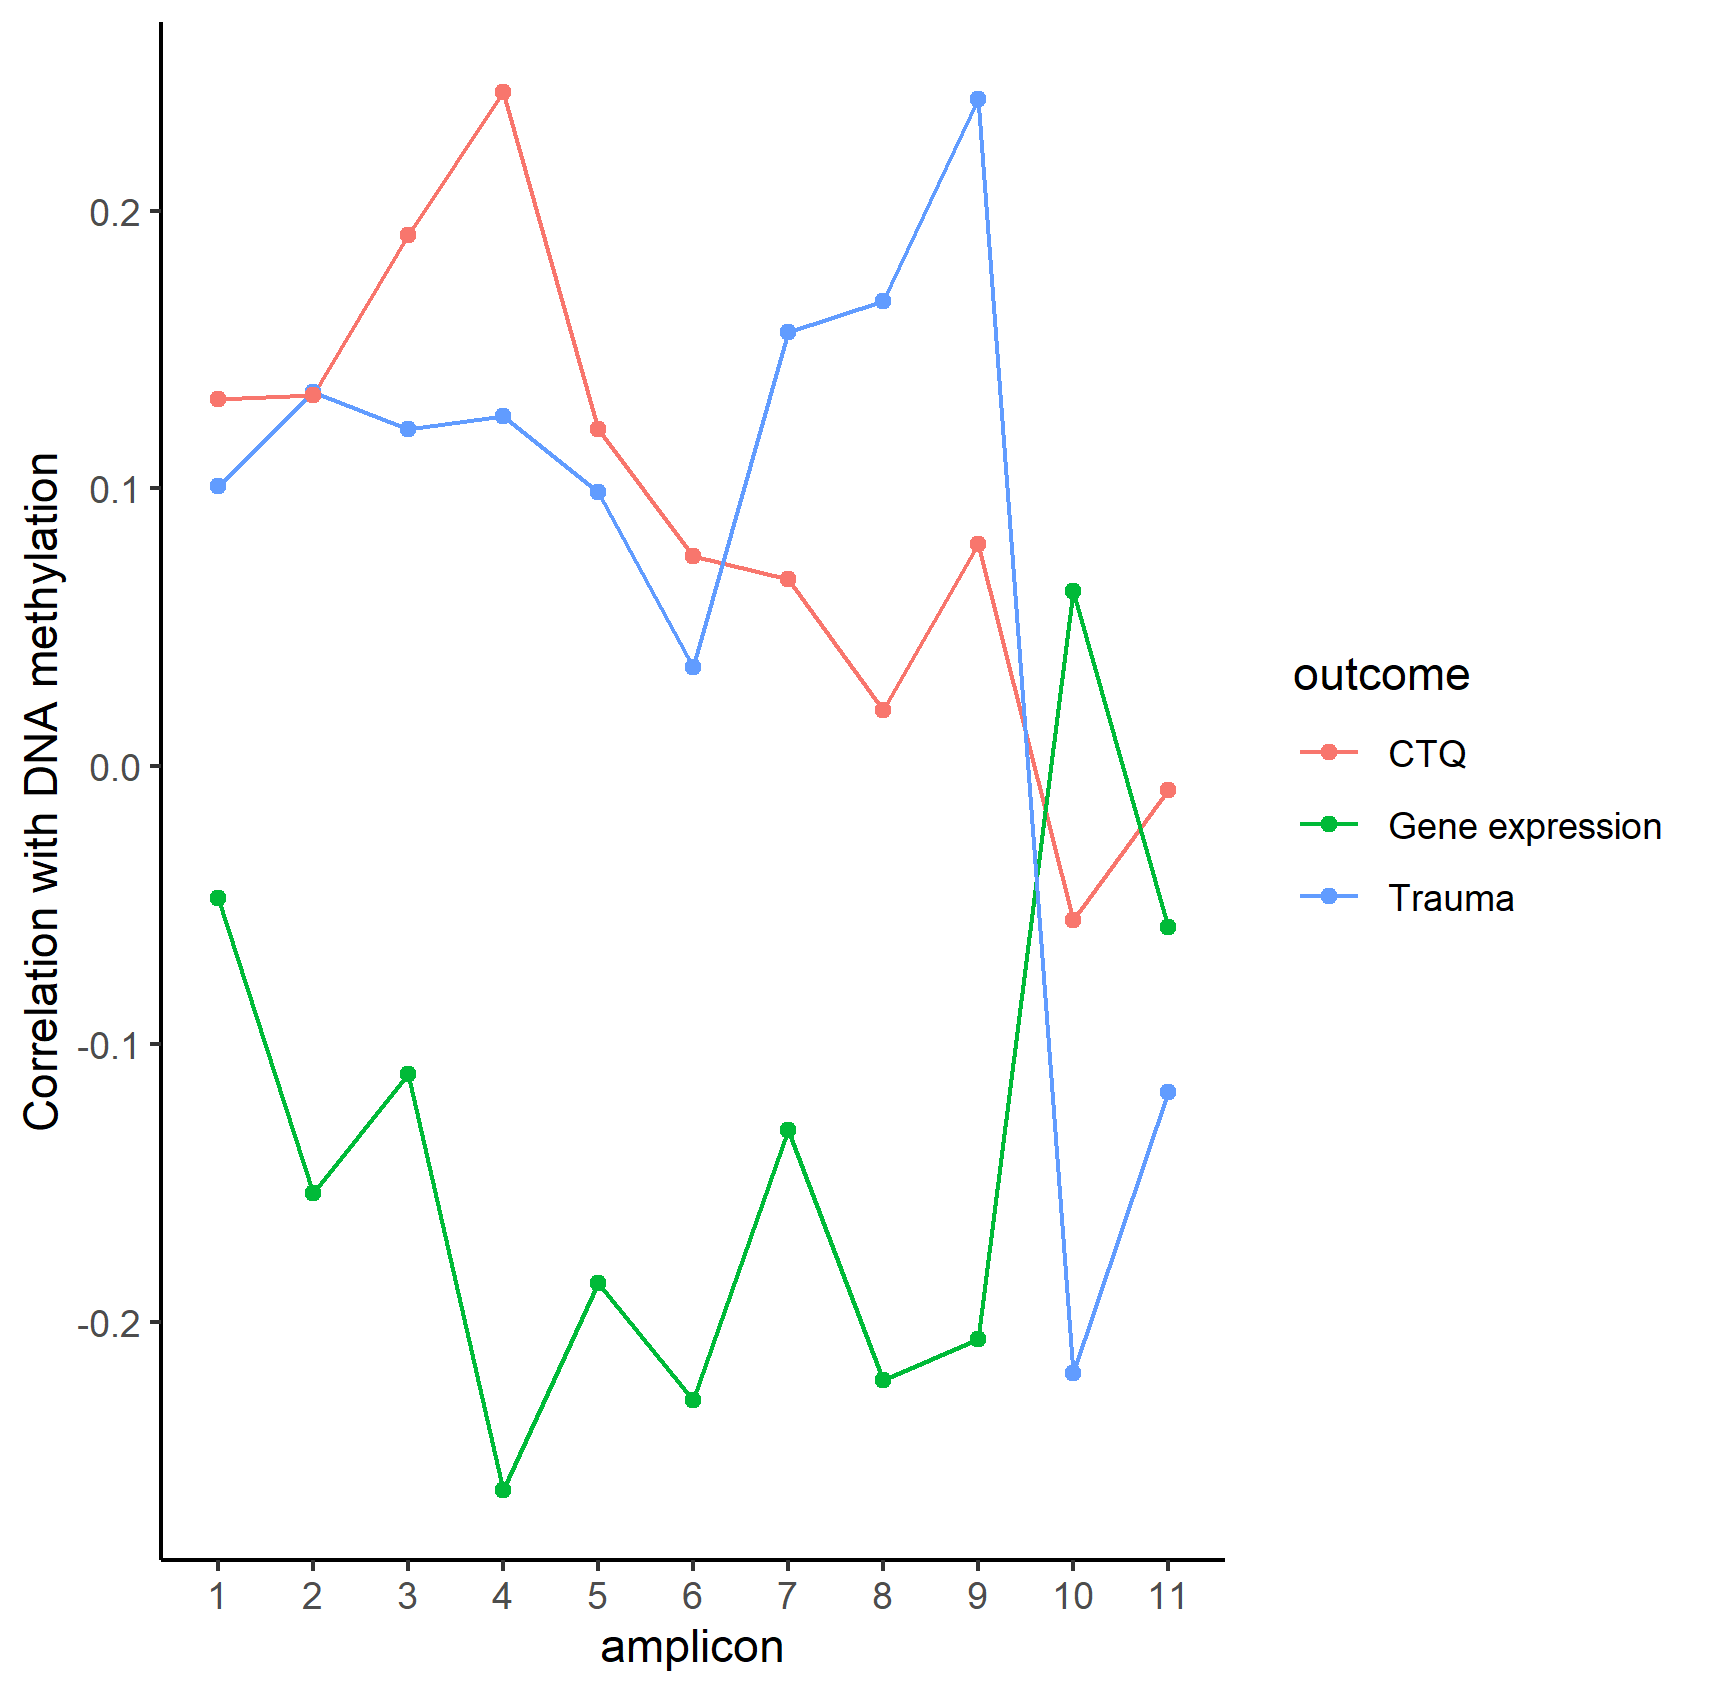 Correlation with DNA methylation
0.2
0.1
0.0
-0.1
-0.2
1 2 3 4 5 6 7 8 9 10 11
amplicon
outcome
CTQ
Gene expression
Trauma